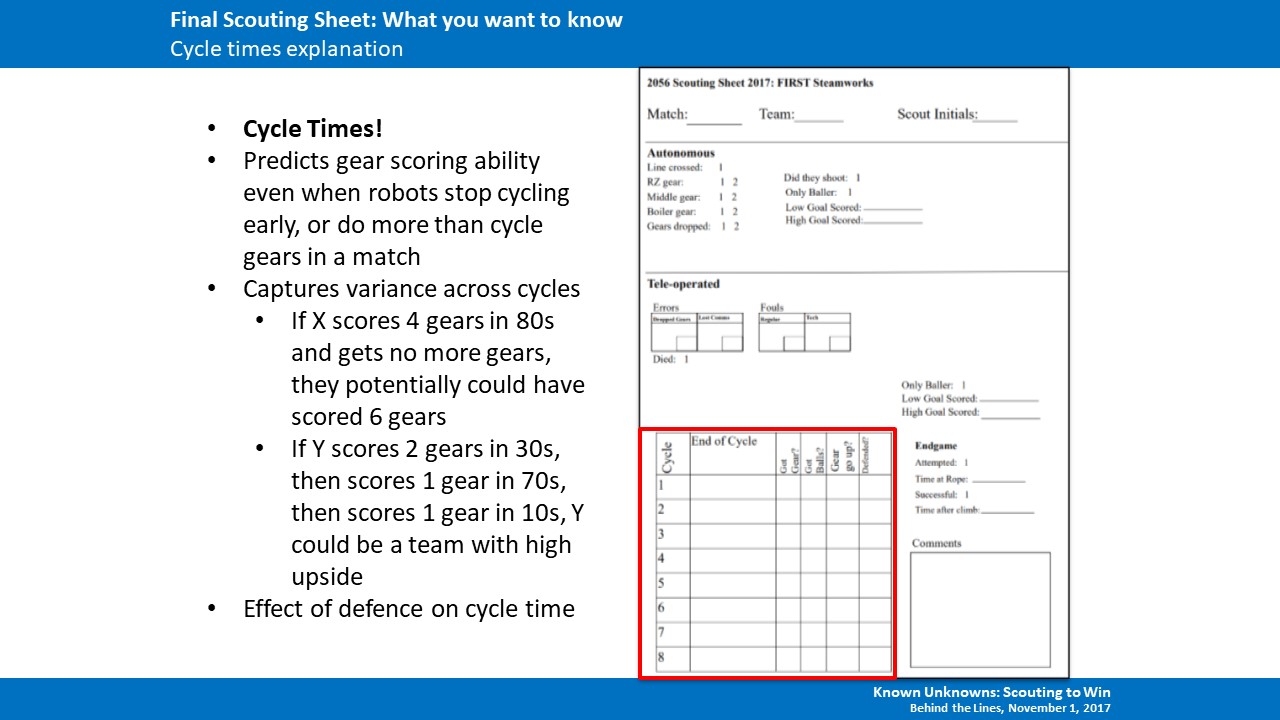 Final Scouting Sheet: What you want to know
Cycle times explanation
• Cycle Times!
• Predicts gear scoring ability
even when robots stop cycling
early, or do more than cycle
gears in a match
• Captures variance across cycles
• If X scores 4 gears in 80s
and gets no more gears,
they potentially could have
scored 6 gears
• If Y scores 2 gears in 30s,
then scores 1 gear in 70s,
then scores 1 gear in 10s, Y
could be a team with high
upside
• Effect of defence on cycle time
2056 Scouting Sheet 2017: FIRST Steamworks
Match:______ Team:______ Scout Initials:______
Autonomous
Line crossed: 1
RZ gear: 1 2
Middle gear: 1 2
Boiler gear: 1 2
Gears dropped: 1 2
Did they shoot: 1
Only Baller: 1
Low Goal Scored: ______
High Goal Scored:______
Tele-operated
Errors
Dropped Gears Lost Comms
Fouls
Regular Tech
Died: 1
Only Baller: 1
Low Goal Scored: ______
High Goal Scored: ______
Cycle End of Cycle Got Gear? Got Balls? Gear go up? Defended?
1
2
3
4
5
6
7
8
Endgame
Attempted: 1
Time at Rope: ______
Successful: 1
Time after climb:______
Comments
Known Unknowns: Scouting to Win
Behind the Lines, November 1, 2017